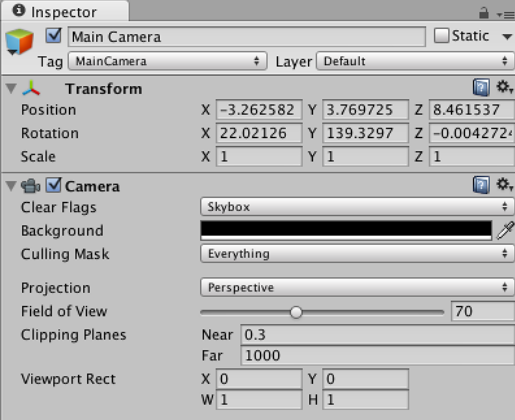 Inspector
Main Camera Static
Tag MainCamera Layer Default
Transform
Position X -3.262582 Y 3.769725 Z 8.461537
Rotation X 22.02126 Y 139.3297 Z -0.0042724
Scale X 1 Y 1 Z 1
Camera
Clear Flags Skybox
Background
Culling Mask Everything
Projection Perspective
Field of View 70
Clipping Planes Near 0.3
Far 1000
Viewport Rect X 0 Y 0
W 1 H 1